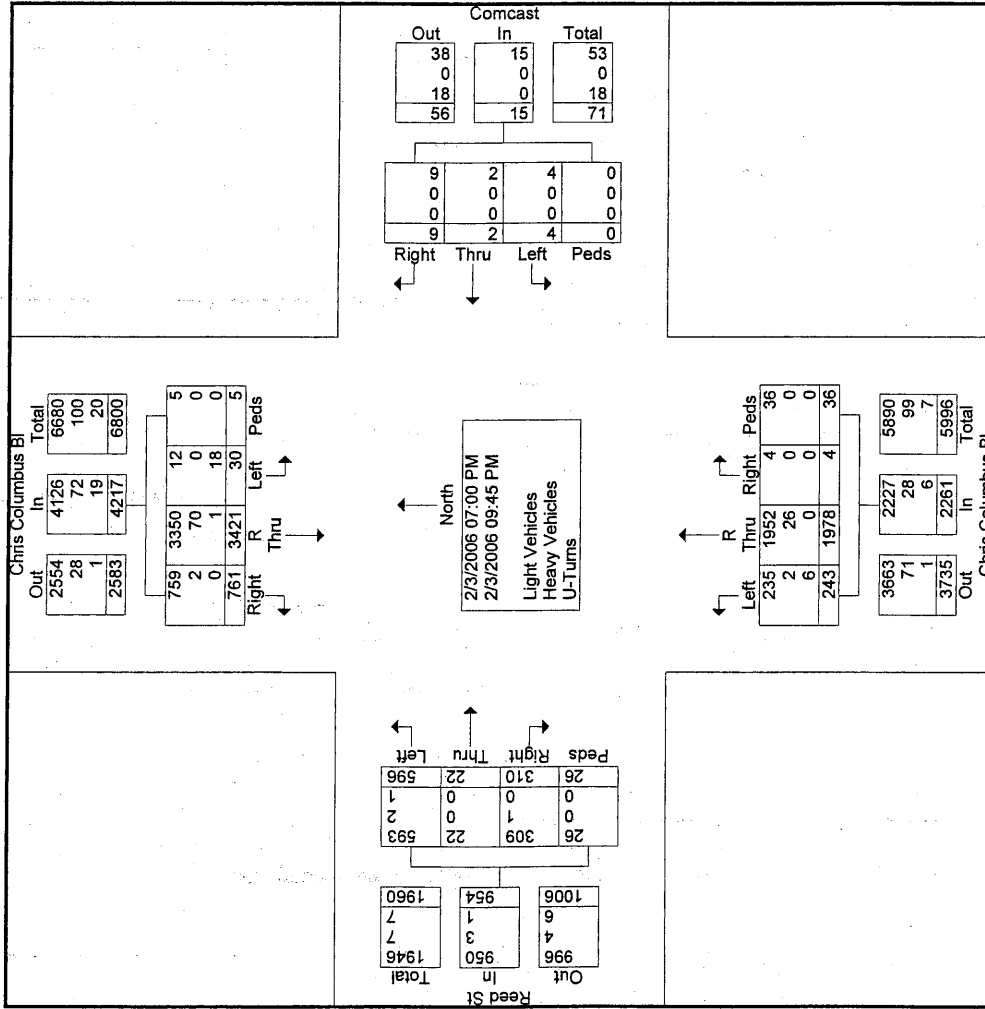 Comcast
Out In Total
38 15 53
0 0 0
18 0 18
56 15 71
9 2 4 0
0 0 0 0
0 0 0 0
9 2 4 0
Right Thru Left Peds
Chris Columbus Bl
Out In Total
2554 4126 6680
28 72 100
1 19 20
2583 4217 6800
759 3350 12 5
2 70 0 0
0 1 18 0
761 3421 30 5
Right R Thru Left Peds
North
2/3/2006 07:00 PM
2/3/2006 09:45 PM
Light Vehicles
Heavy Vehicles
U-Turns
Left R Thru Right Peds
235 1952 4 36
2 26 0 0
6 0 0 0
243 1978 4 36
3663 2227 5890
71 28 99
1 6 7
3735 2261 5996
Out In Total
Chris Columbus Bl
Left Thru Right Peds
596 22 310 26
1 0 0 0
2 0 1 0
593 22 309 26
1960 954 1006
7 1 6
7 3 4
1946 950 996
Total In Out
Reed St